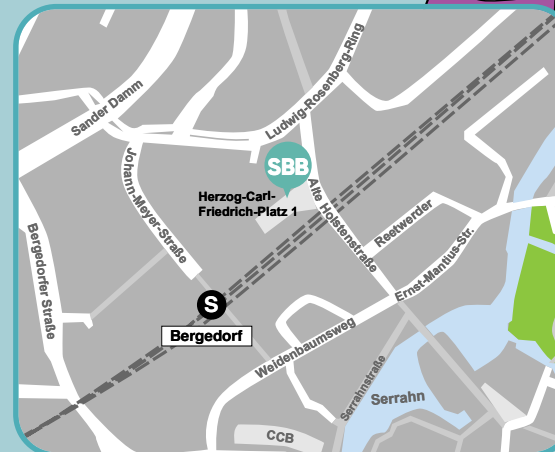 Ludwig-Rosenberg-Ring
Sander Damm
Johann-Meyer-Straße
SBB
Herzog-Carl-
Friedrich-Platz 1
Alte Holstenstraße
Reetwerder
Bergedorfer Straße
Ernst-Mantius-Str.
S
Bergedorf
Weidenbaumsweg
Serrahnstraße
Serrahn
CCB